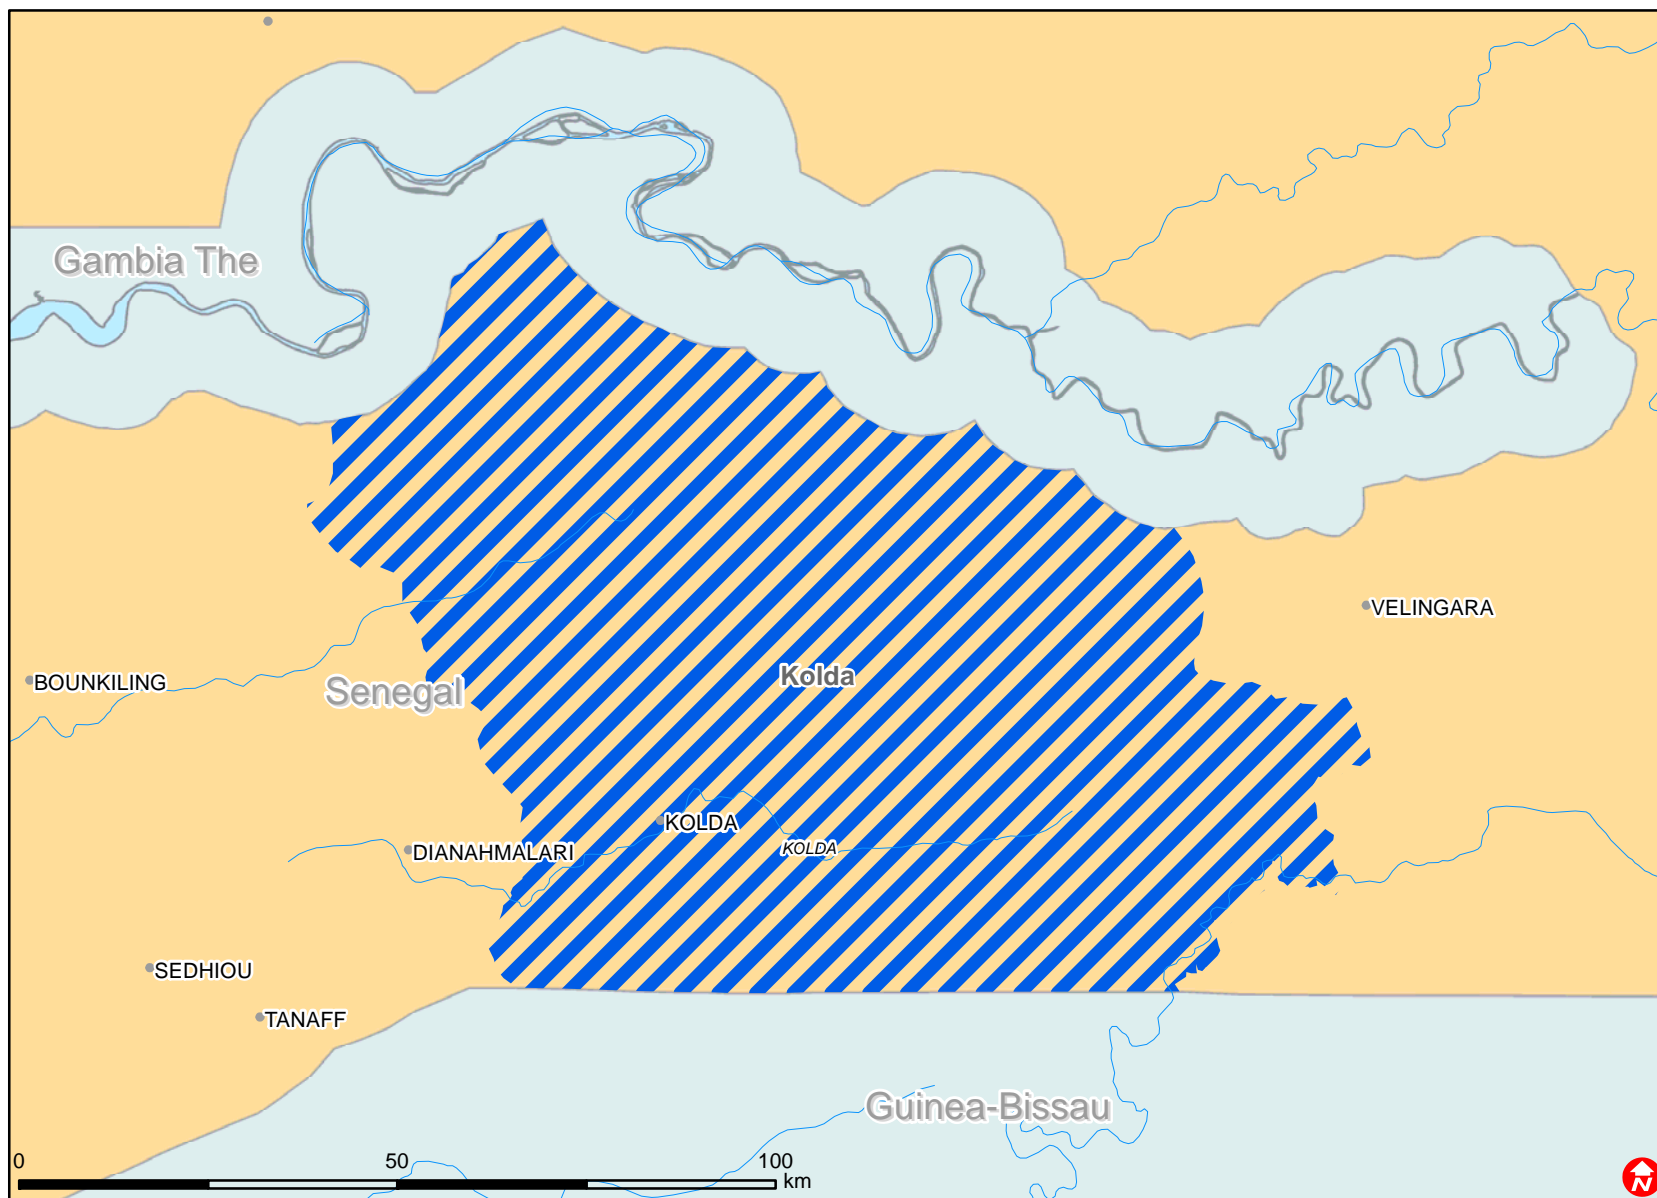 Gambia The
VELINGARA
Kolda
BOUNKILING
Senegal
KOLDA
KOLDA
DIANAHMALARI
SEDHIOU
TANAFF
Guinea-Bissau
0 50 100
km
N